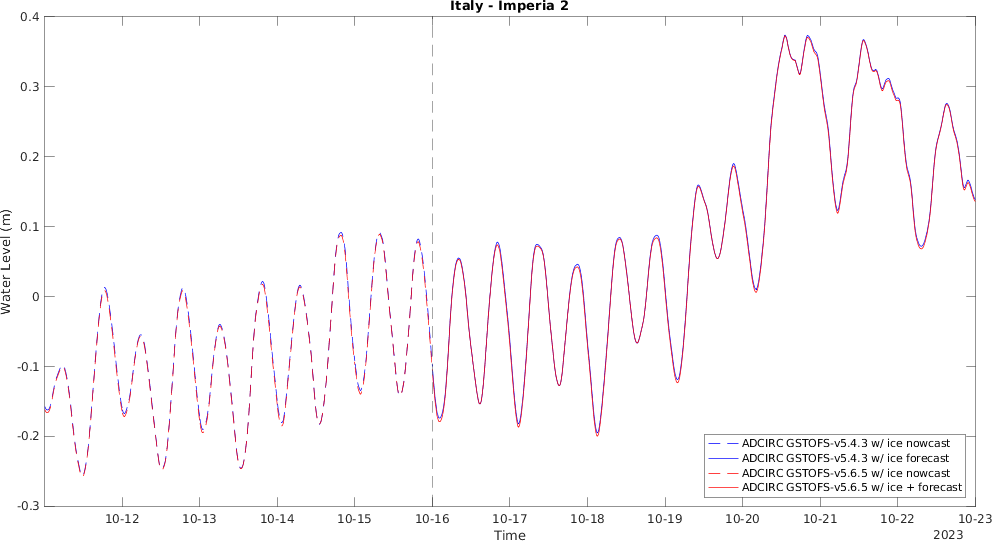 Italy - Imperia 2
0.4
0.3
0.2
0.1
0
-0.1
-0.2
-0.3
Water Level (m)
10-12 10-13 10-14 10-15 10-16 10-17 10-18 10-19 10-20 10-21 10-22 10-23
Time
2023
ADCIRC GSTOFS-v5.4.3 w/ ice nowcast
ADCIRC GSTOFS-v5.4.3 w/ ice forecast
ADCIRC GSTOFS-v5.6.5 w/ ice nowcast
ADCIRC GSTOFS-v5.6.5 w/ ice + forecast